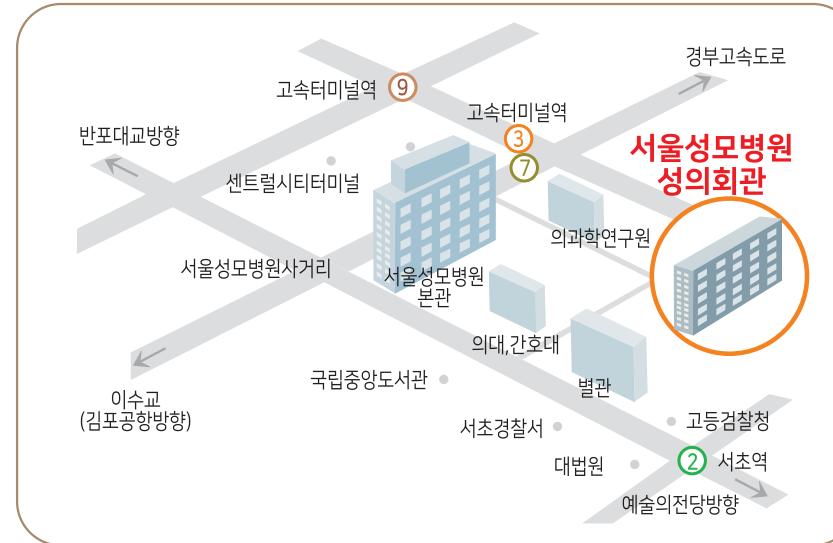 경부고속도로
고속터미널역
9
고속터미널역
3
7
반포대교방향
서울성모병원
성의회관
센트럴시티터미널
의과학연구원
서울성모병원사거리
서울성모병원
본관
의대,간호대
국립중앙도서관
별관
이수교
(김포공항방향)
고등검찰청
서초경찰서
대법원
2
서초역
예술의전당방향